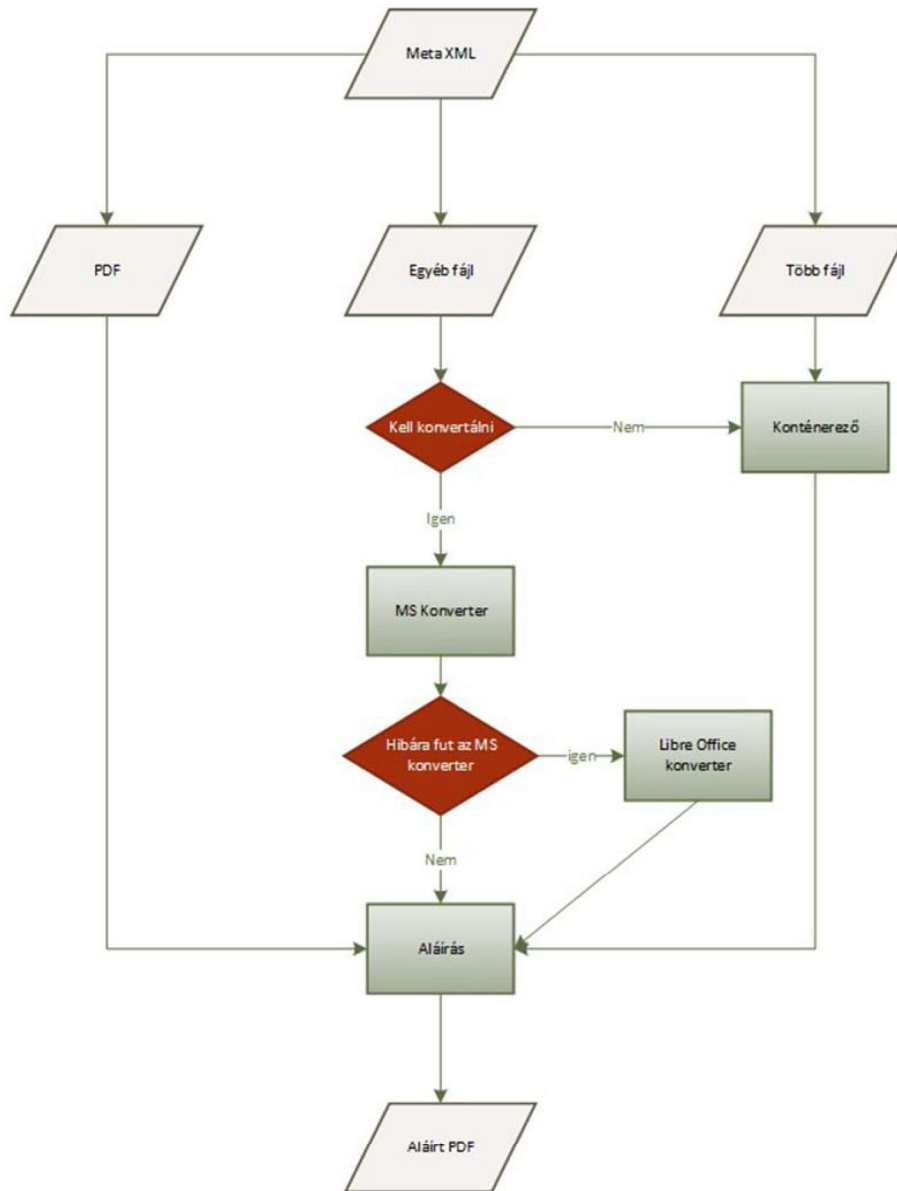 Meta XML
PDF
Egyéb fájl
Több fájl
Kell konvertálni
Nem
Konténerező
Igen
MS Konverter
Hibára fut az MS
konverter
igen
Libre Office
konverter
Nem
Aláírás
Aláírt PDF